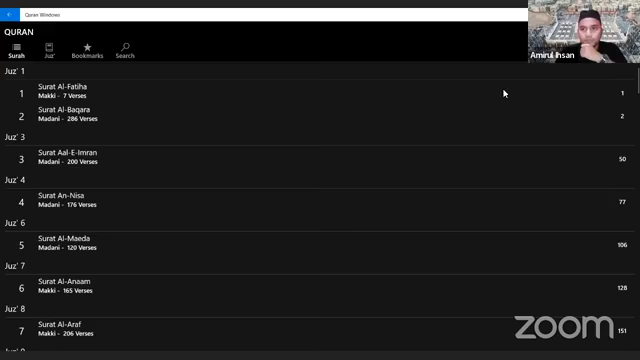 Quran Windows
QURAN
Amirul Ihsan
Surah
Juz'
Bookmarks
Search
Juz' 1
1
Surat Al-Fatiha
Makki - 7 Verses
1
2
Surat Al-Baqara
Madani - 286 Verses
2
Juz' 3
3
Surat Aal-E-Imran
Madani - 200 Verses
50
Juz' 4
4
Surat An-Nisa
Madani - 176 Verses
77
Juz' 6
5
Surat Al-Maeda
Madani - 120 Verses
106
Juz' 7
6
Surat Al-Anaam
Makki - 165 Verses
128
Juz' 8
7
Surat Al-Araf
Makki - 206 Verses
151
zoom